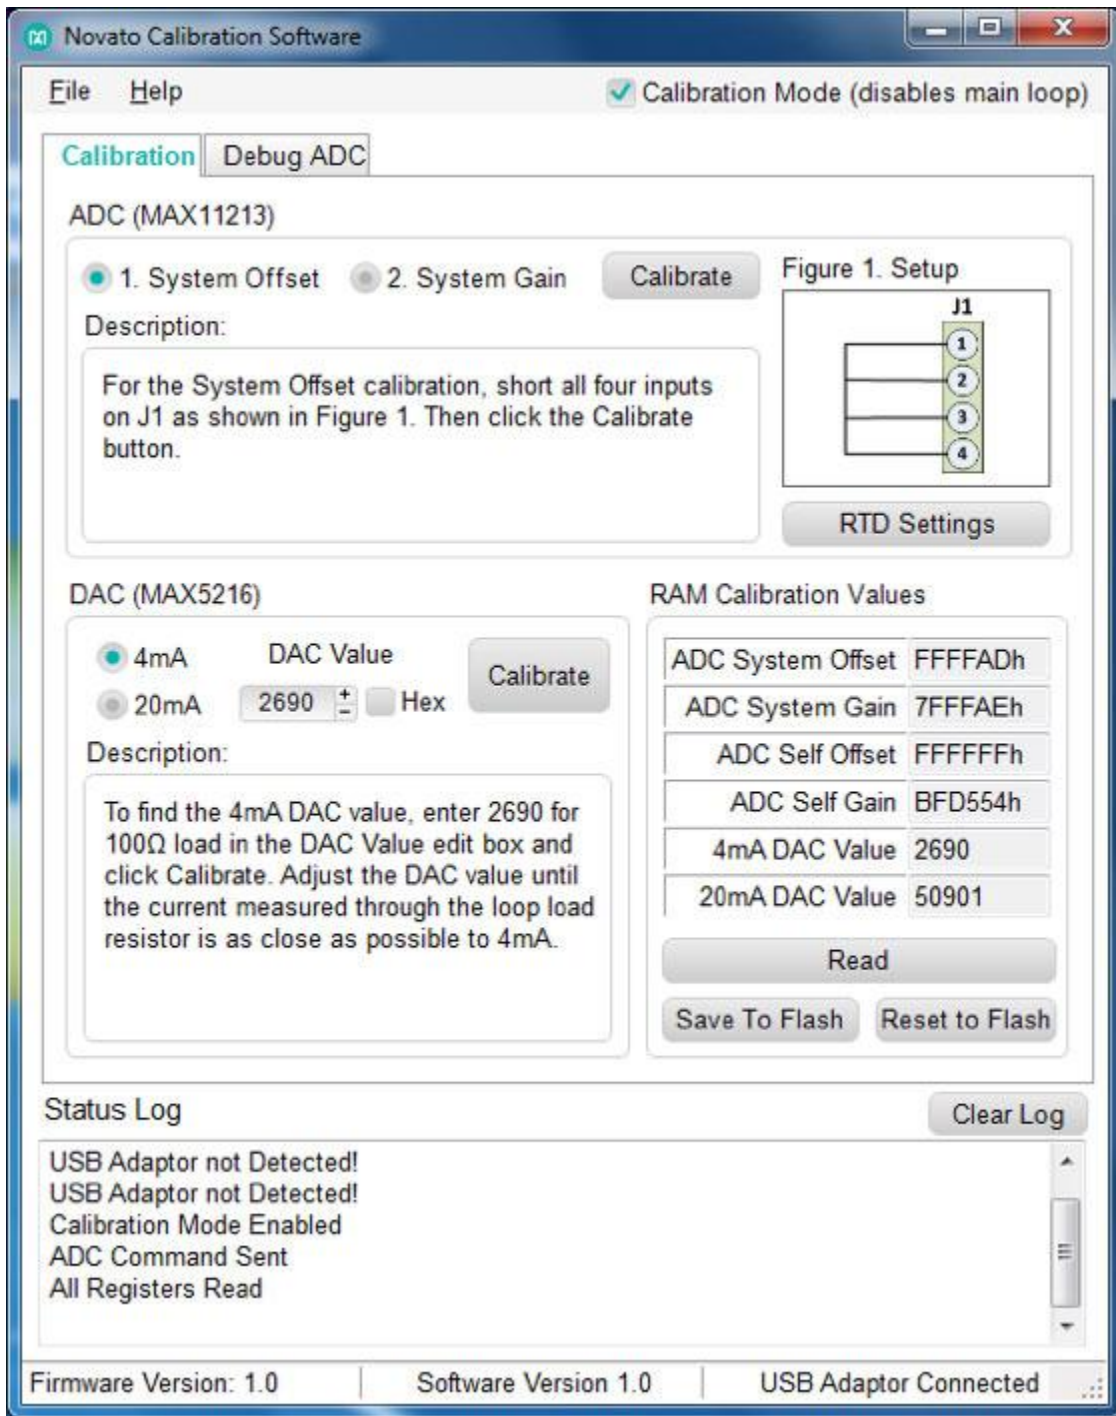 Novato Calibration Software
File Help Calibration Mode (disables main loop)
Calibration Debug ADC
ADC (MAX11213)
1. System Offset 2. System Gain Calibrate
Description:
For the System Offset calibration, short all four inputs
on J1 as shown in Figure 1. Then click the Calibrate
button.
Figure 1. Setup
J1
1
2
3
4
RTD Settings
DAC (MAX5216)
4mA DAC Value
20mA 2690 + - Hex
Calibrate
Description:
To find the 4mA DAC value, enter 2690 for
100Ω load in the DAC Value edit box and
click Calibrate. Adjust the DAC value until
the current measured through the loop load
resistor is as close as possible to 4mA.
RAM Calibration Values
ADC System Offset FFFFADh
ADC System Gain 7FFFAEh
ADC Self Offset FFFFFFh
ADC Self Gain BFD554h
4mA DAC Value 2690
20mA DAC Value 50901
Read
Save To Flash Reset to Flash
Status Log Clear Log
USB Adaptor not Detected!
USB Adaptor not Detected!
Calibration Mode Enabled
ADC Command Sent
All Registers Read
Firmware Version: 1.0 Software Version 1.0 USB Adaptor Connected